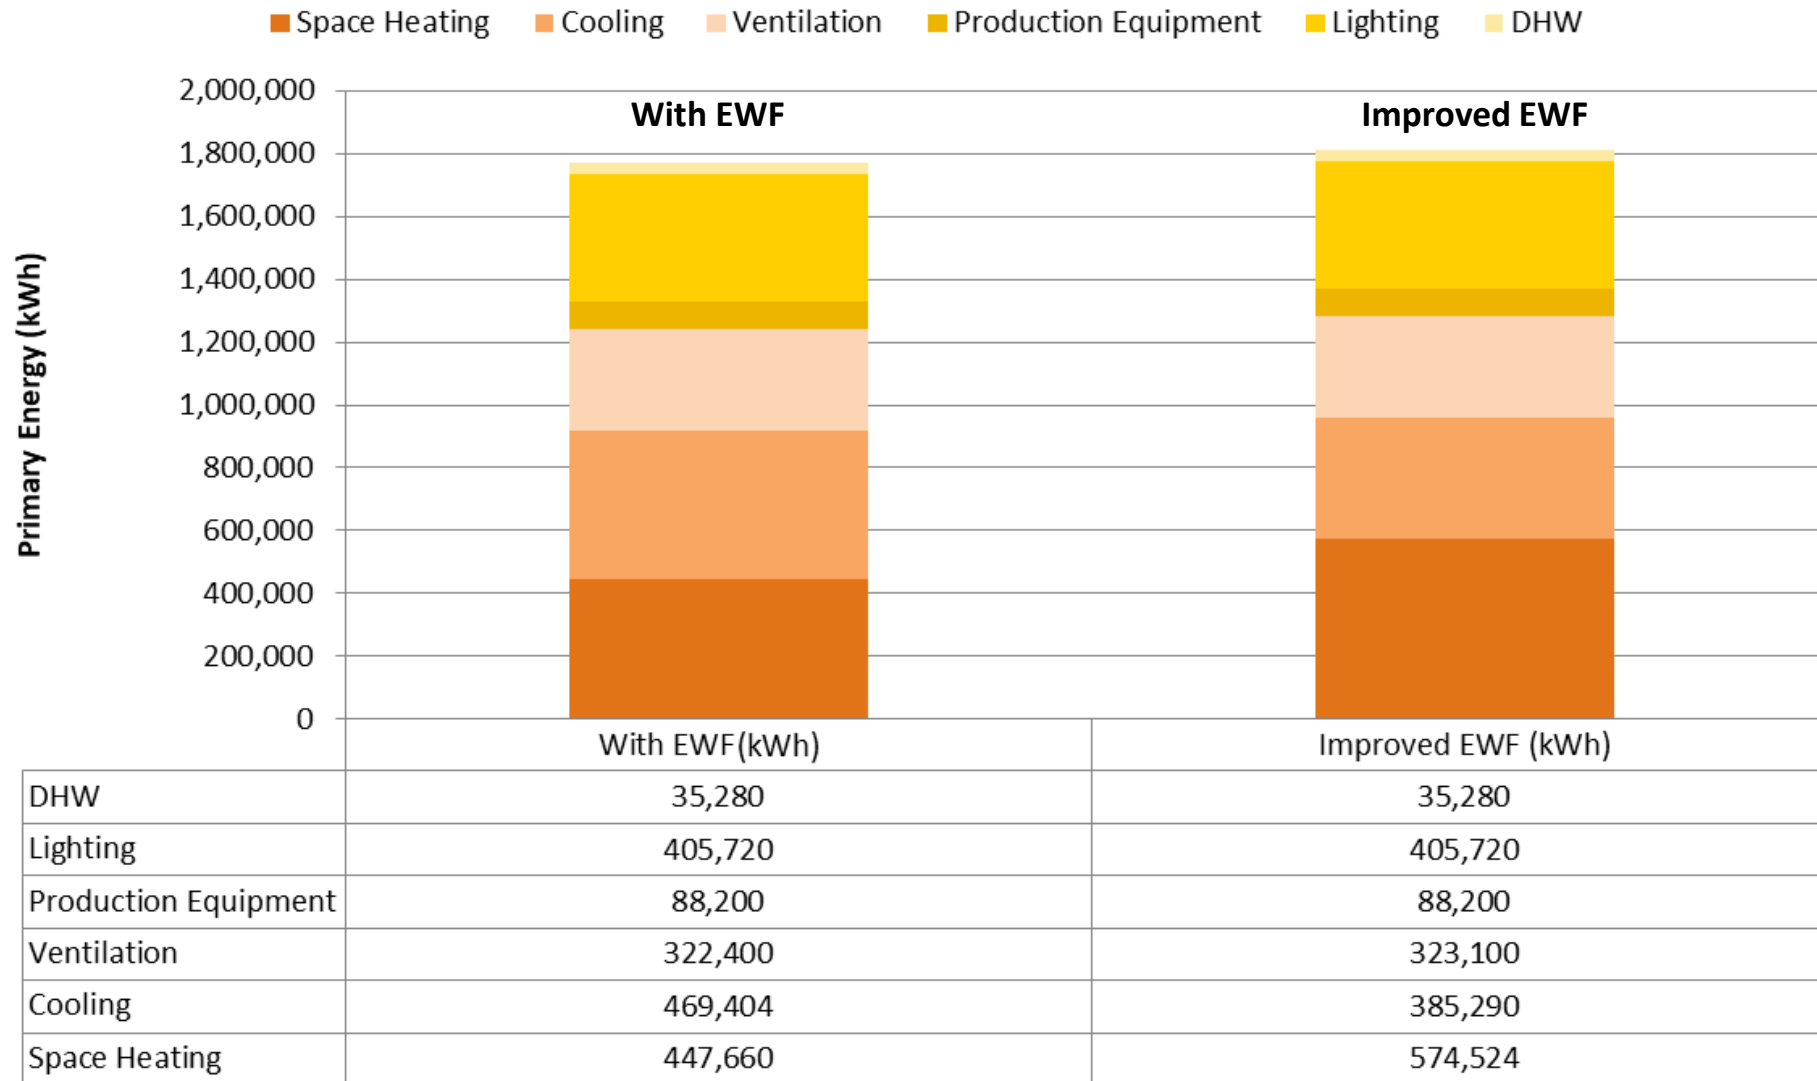 Space Heating Cooling Ventilation Production Equipment Lighting DHW
Primary Energy (kWh)
2,000,000
1,800,000
1,600,000
1,400,000
1,200,000
1,000,000
800,000
600,000
400,000
200,000
0
With EWF Improved EWF
With EWF(kWh) Improved EWF (kWh)
DHW 35,280 35,280
Lighting 405,720 405,720
Production Equipment 88,200 88,200
Ventilation 322,400 323,100
Cooling 469,404 385,290
Space Heating 447,660 574,524